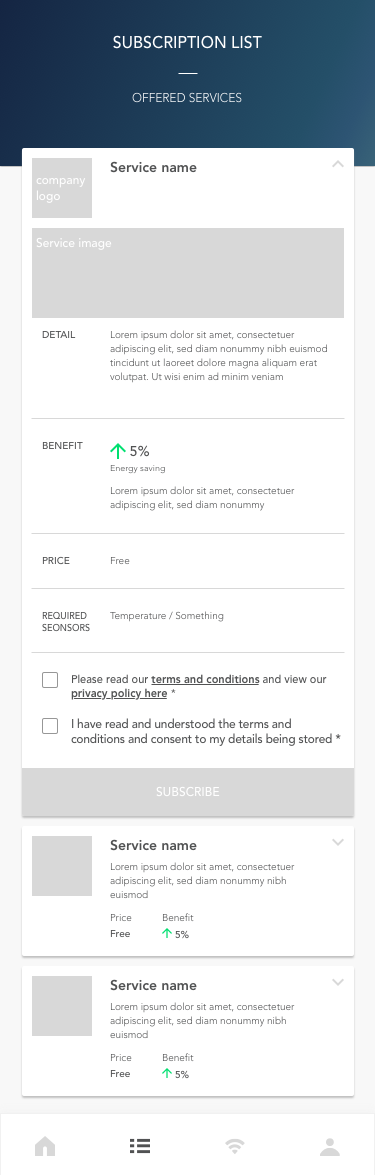 SUBSCRIPTION LIST
OFFERED SERVICES
company
logo
Service name
Service image
DETAIL
Lorem ipsum dolor sit amet, consectetuer
adipiscing elit, sed diam nonummy nibh euismod
tincidunt ut laoreet dolore magna aliquam erat
volutpat. Ut wisi enim ad minim veniam
BENEFIT
5%
Energy saving
Lorem ipsum dolor sit amet, consectetuer
adipiscing elit, sed diam nonummy
PRICE
Free
REQUIRED
SEONSORS
Temperature / Something
Please read our terms and conditions and view our
privacy policy here *
I have read and understood the terms and
conditions and consent to my details being stored *
SUBSCRIBE
Service name
Lorem ipsum dolor sit amet, consectetuer
adipiscing elit, sed diam nonummy nibh
euismod
Price Benefit
Free 5%
Service name
Lorem ipsum dolor sit amet, consectetuer
adipiscing elit, sed diam nonummy nibh
euismod
Price Benefit
Free 5%